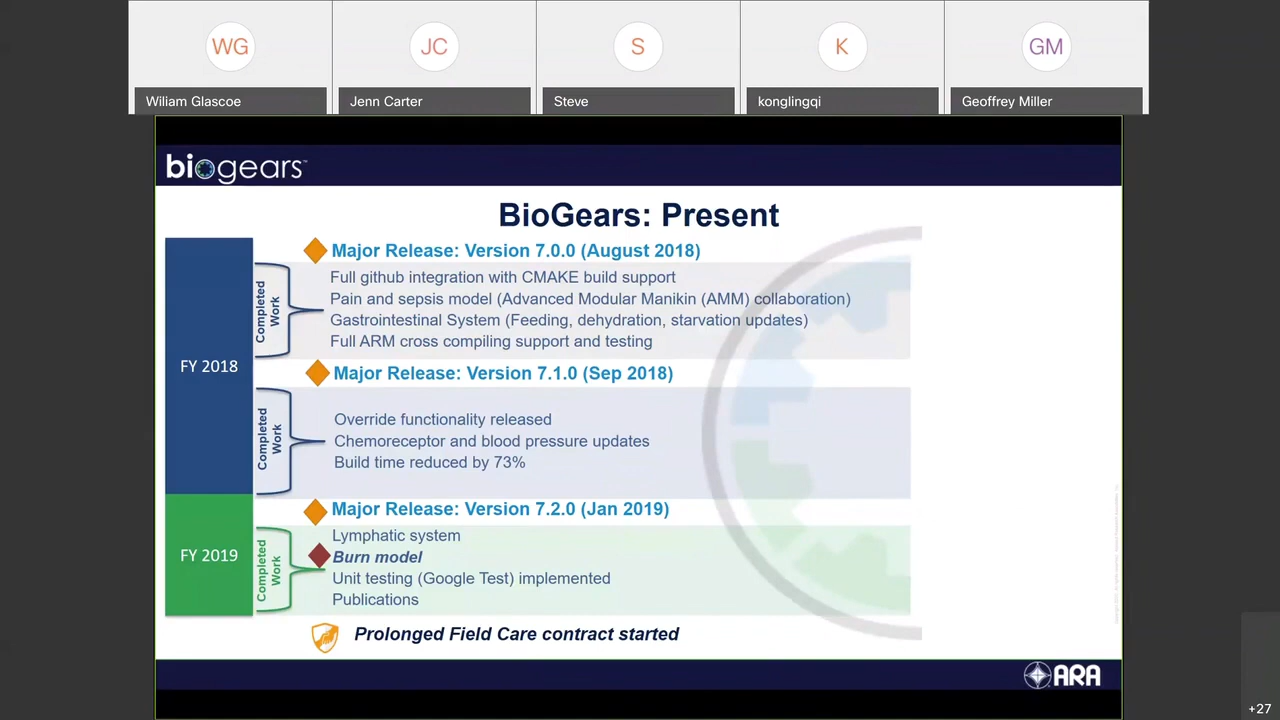 WG
JC
S
K
GM
Wiliam Glascoe
Jenn Carter
Steve
konglingqi
Geoffrey Miller
biogears™
BioGears: Present
Major Release: Version 7.0.0 (August 2018)
Completed Work
Full github integration with CMAKE build support
Pain and sepsis model (Advanced Modular Manikin (AMM) collaboration)
Gastrointestinal System (Feeding, dehydration, starvation updates)
Full ARM cross compiling support and testing
FY 2018
Major Release: Version 7.1.0 (Sep 2018)
Completed Work
Override functionality released
Chemoreceptor and blood pressure updates
Build time reduced by 73%
Major Release: Version 7.2.0 (Jan 2019)
FY 2019
Completed Work
Lymphatic system
Burn model
Unit testing (Google Test) implemented
Publications
Prolonged Field Care contract started
ARA
+27